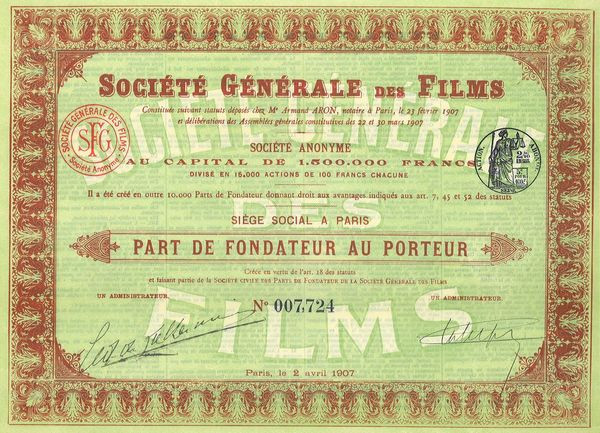 SOCIÉTÉ GÉNÉRALE DES FILMS
Constituée suivant statuts déposés chez Mᵉ Armand ARON, notaire à Paris, le 23 février 1907
et délibérations des Assemblées générales constitutives des 22 et 30 mars 1907
SOCIÉTÉ GÉNÉRALE DES FILMS
SFG
Société Anonyme
SOCIÉTÉ ANONYME
AU CAPITAL DE 1.500.000 FRANCS
DIVISÉ EN 15.000 ACTIONS DE 100 FRANCS CHACUNE
ACTION
2%
Il a été créé en outre 10.000 Parts de Fondateur donnant droit aux avantages indiqués aux art. 7, 45 et 52 des statuts
SIÈGE SOCIAL A PARIS
PART DE FONDATEUR AU PORTEUR
Créée en vertu de l'art. 18 des statuts
et faisant partie de la SOCIÉTÉ CIVILE DES PARTS DE FONDATEUR DE LA SOCIÉTÉ GÉNÉRALE DES FILMS
UN ADMINISTRATEUR.
UN ADMINISTRATEUR.
Nº 007,724
Paris, le 2 avril 1907
SOCIÉTÉ GÉNÉRALE
DES
FILMS